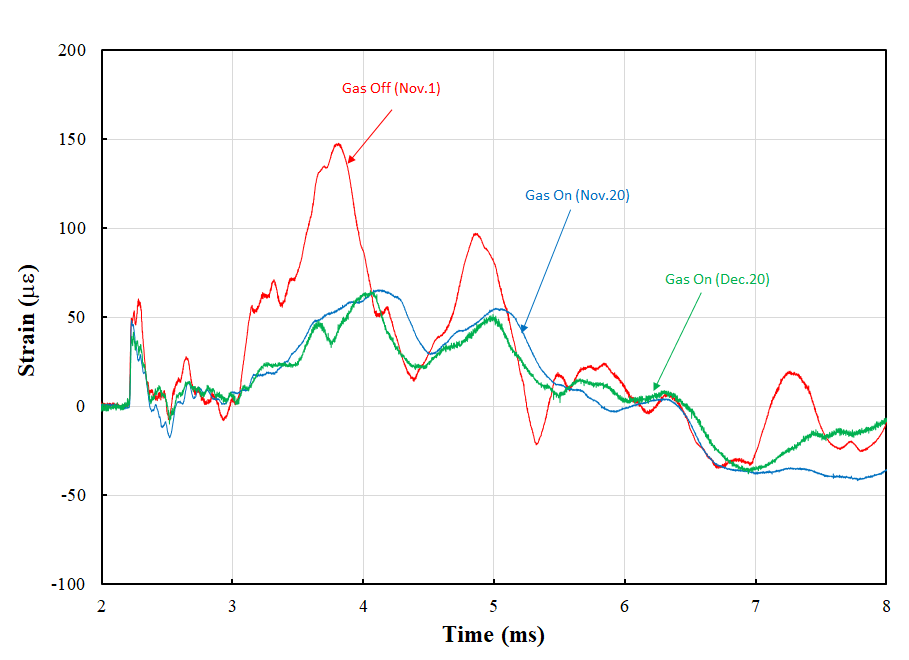 200
150
100
50
0
-50
-100
Strain (με)
Gas Off (Nov.1)
Gas On (Nov.20)
Gas On (Dec.20)
2 3 4 5 6 7 8
Time (ms)